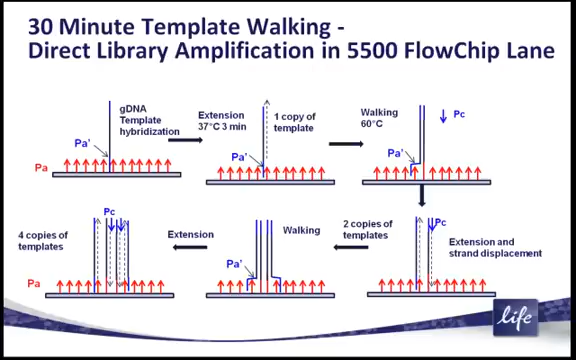 30 Minute Template Walking -
Direct Library Amplification in 5500 FlowChip Lane
gDNA
Template
hybridization
Pa'
Pa
Extension
37°C 3 min
1 copy of
template
Pa'
Walking
60°C
Pc
Pa'
Pc
4 copies of
templates
Pa
Extension
Walking
Pa'
2 copies of
templates
Pc
Extension and
strand displacement
life